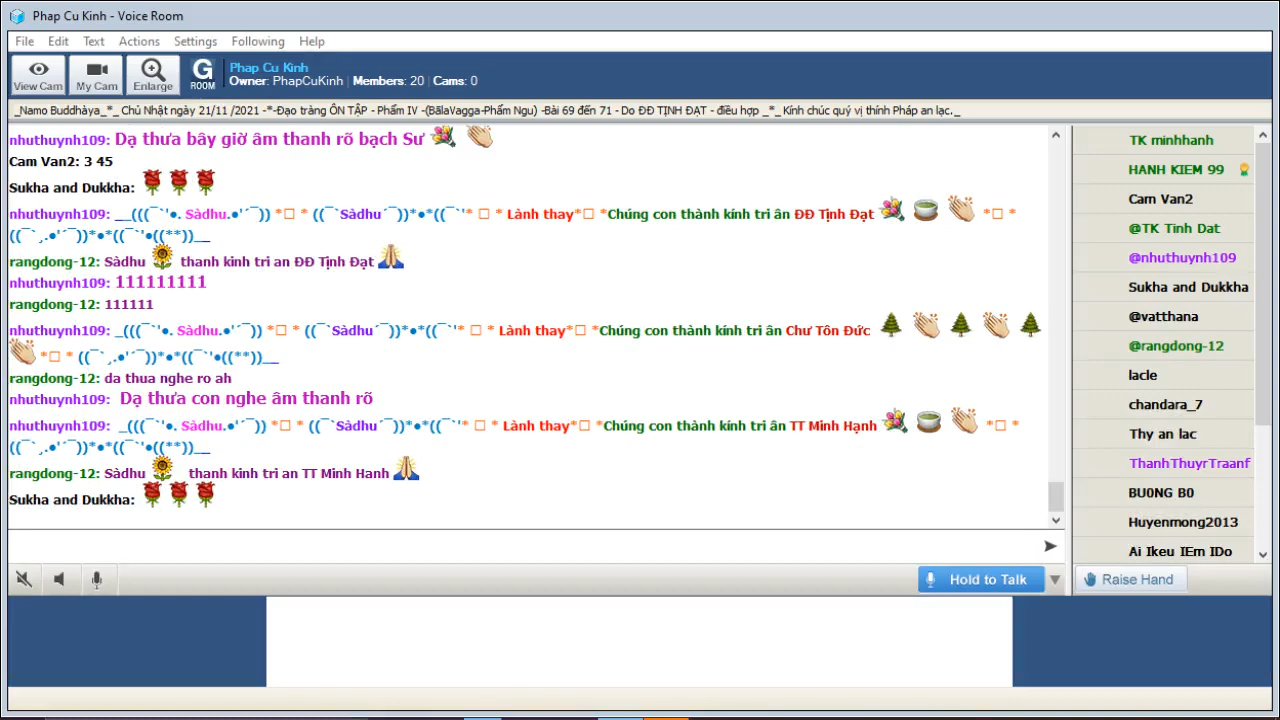 Phap Cu Kinh - Voice Room
File Edit Text Actions Settings Following Help
View Cam My Cam Enlarge G ROOM
Phap Cu Kinh
Owner: PhapCuKinh | Members: 20 | Cams: 0
_Namo Buddhàya_*_Chủ Nhật ngày 21/11 /2021 -*-Đạo tràng ÔN TẬP - Phẩm IV -(BãlaVagga-Phẩm Ngu) -Bài 69 đến 71 - Do ĐĐ TỊNH ĐẠT - điều hợp _*_ Kính chúc quý vị thính Pháp an lạc._
nhuthuynh109: Dạ thưa bây giờ âm thanh rõ bạch Sư
Cam Van2: 3 45
Sukha and Dukkha:
nhuthuynh109: __(((¯`'•. Sàdhu.•'´¯)) *□ * ((¯`Sàdhu´¯))*•*((¯`'* □ * Lành thay*□ *Chúng con thành kính tri ân ĐĐ Tịnh Đạt *□ *
((¯`¸.•'´¯))*•*((¯`'•((**))__
rangdong-12: Sàdhu thanh kinh tri an ĐĐ Tịnh Đạt
nhuthuynh109: 111111111
rangdong-12: 111111
nhuthuynh109: _(((¯`'•. Sàdhu.•'´¯)) *□ * ((¯`Sàdhu´¯))*•*((¯`'* □ * Lành thay*□ *Chúng con thành kính tri ân Chư Tôn Đức
*□ * ((¯`¸.•'´¯))*•*((¯`'•((**))__
rangdong-12: da thua nghe ro ah
nhuthuynh109: Dạ thưa con nghe âm thanh rõ
nhuthuynh109: _(((¯`'•. Sàdhu.•'´¯)) *□ * ((¯`Sàdhu´¯))*•*((¯`'* □ * Lành thay*□ *Chúng con thành kính tri ân TT Minh Hạnh *□ *
((¯`¸.•'´¯))*•*((¯`'•((**))__
rangdong-12: Sàdhu thanh kinh tri an TT Minh Hanh
Sukha and Dukkha:
TK minhhanh
HANH KIEM 99
Cam Van2
@TK Tinh Dat
@nhuthuynh109
Sukha and Dukkha
@vatthana
@rangdong-12
lacle
chandara_7
Thy an lac
ThanhThuyrTraanf
BU0NG B0
Huyenmong2013
Ai Ikeu IEm IDo
Hold to Talk
Raise Hand